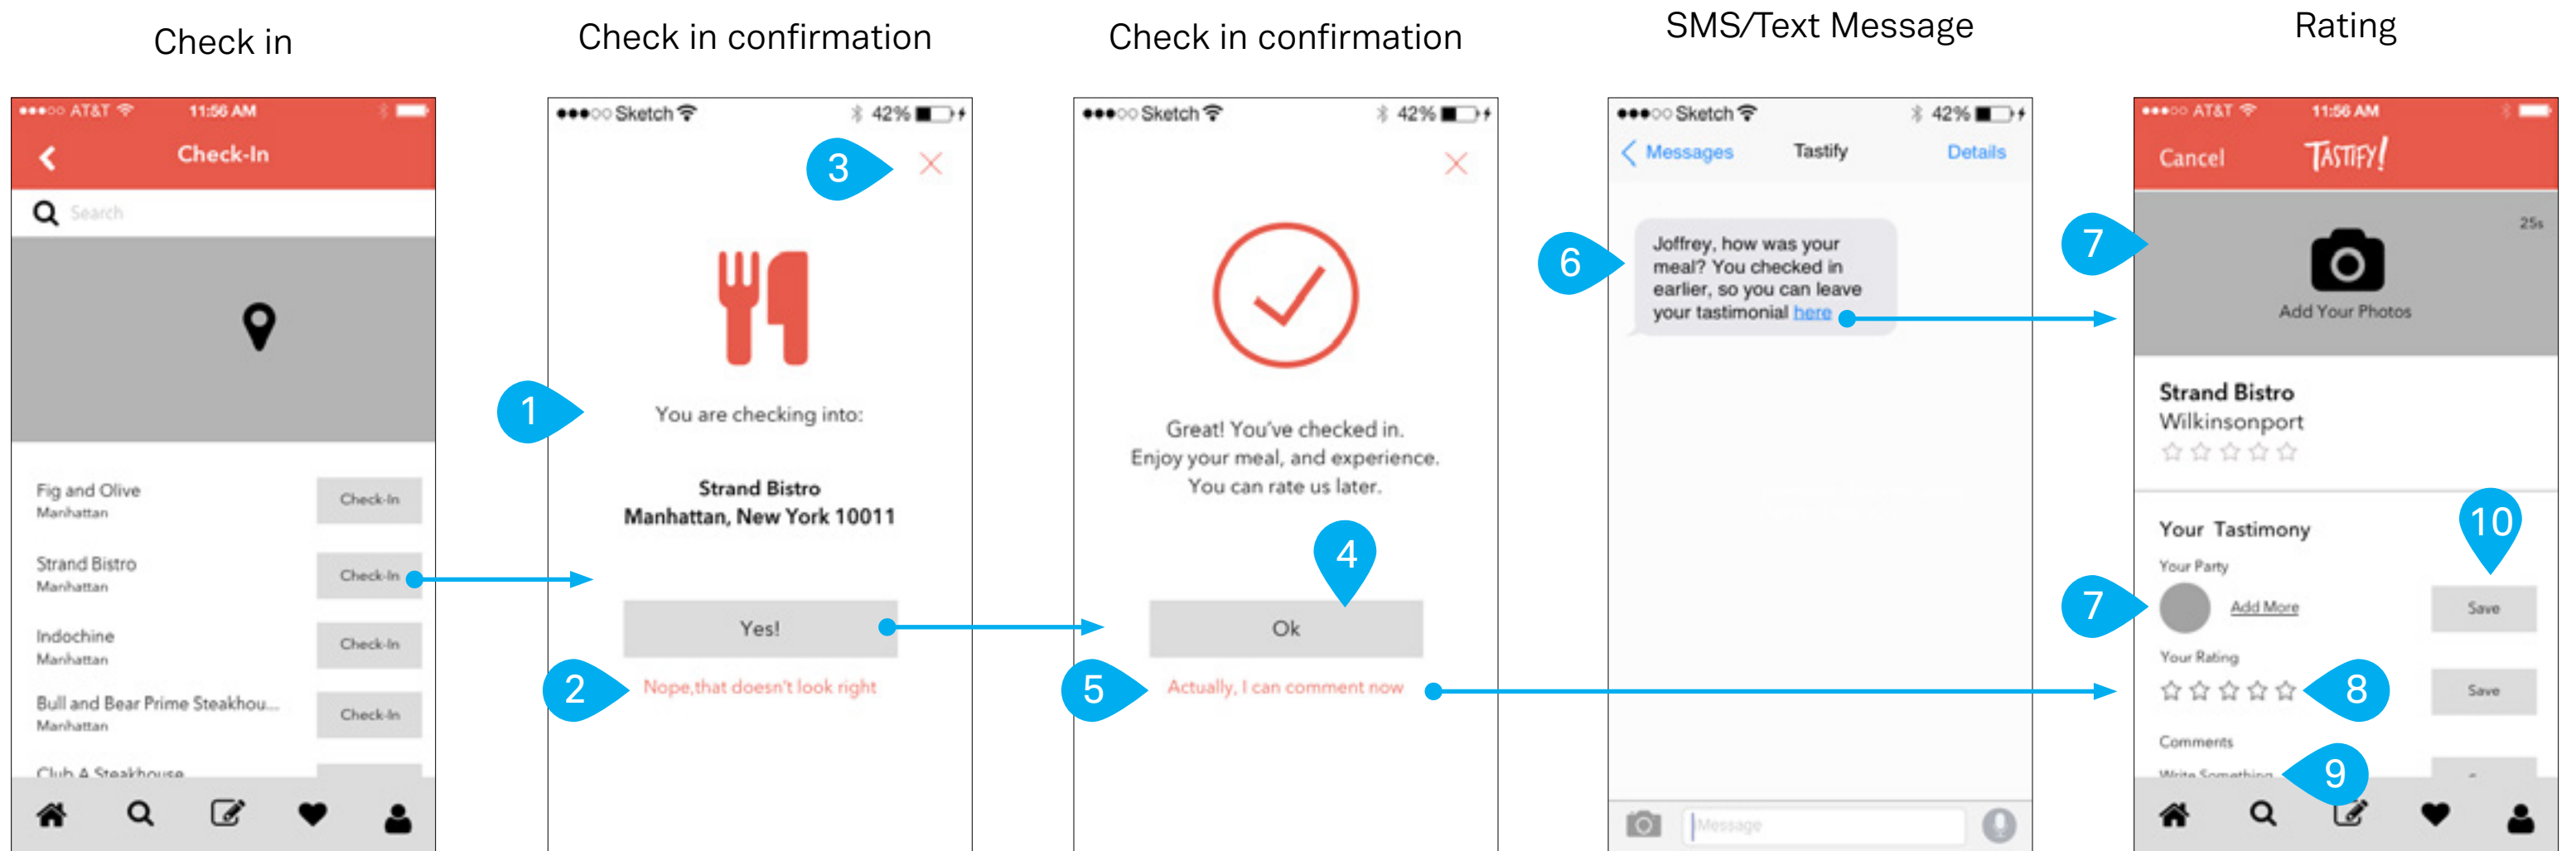 Check in
Check in confirmation
Check in confirmation
SMS/Text Message
Rating
AT&T
11:56 AM
Check-In
Search
Fig and Olive
Manhattan
Check-In
Strand Bistro
Manhattan
Check-In
Indochine
Manhattan
Check-In
Bull and Bear Prime Steakhou...
Manhattan
Check-In
Club A Steakhouse
Sketch
42%
3
1
You are checking into:
Strand Bistro
Manhattan, New York 10011
Yes!
2
Nope,that doesn't look right
Sketch
42%
Great! You've checked in.
Enjoy your meal, and experience.
You can rate us later.
4
Ok
5
Actually, I can comment now
Sketch
42%
Messages
Tastify
Details
6
Joffrey, how was your
meal? You checked in
earlier, so you can leave
your tastimonial here
iMessage
AT&T
11:56 AM
Cancel
TASTIFY!
7
25s
Add Your Photos
Strand Bistro
Wilkinsonport
Your Tastimony
10
Your Party
7
Add More
Save
Your Rating
8
Save
Comments
Write Something
9